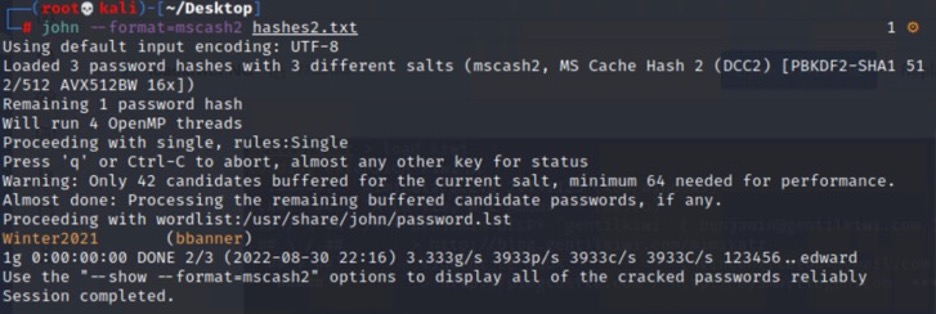 (root💀kali)-[~/Desktop]
# john --format=mscash2 hashes2.txt 1 ⚙
Using default input encoding: UTF-8
Loaded 3 password hashes with 3 different salts (mscash2, MS Cache Hash 2 (DCC2) [PBKDF2-SHA1 51
2/512 AVX512BW 16x])
Remaining 1 password hash
Will run 4 OpenMP threads
Proceeding with single, rules:Single
Press 'q' or Ctrl-C to abort, almost any other key for status
Warning: Only 42 candidates buffered for the current salt, minimum 64 needed for performance.
Almost done: Processing the remaining buffered candidate passwords, if any.
Proceeding with wordlist:/usr/share/john/password.lst
Winter2021 (bbanner)
1g 0:00:00:00 DONE 2/3 (2022-08-30 22:16) 3.333g/s 3933p/s 3933c/s 3933C/s 123456..edward
Use the "--show --format=mscash2" options to display all of the cracked passwords reliably
Session completed.